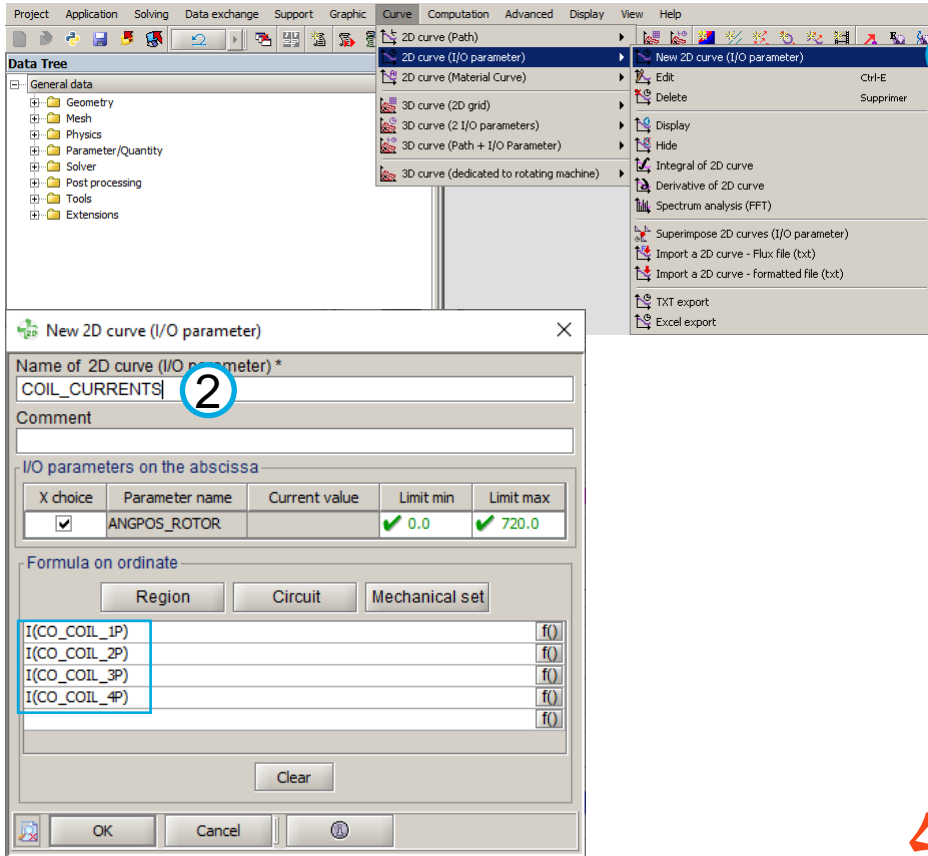 Project Application Solving Data exchange Support Graphic Curve Computation Advanced Display View Help
2D curve (Path)
Data Tree
2D curve (I/O parameter)
New 2D curve (I/O parameter)
General data
2D curve (Material Curve)
Edit Ctrl-E
Geometry
Delete Supprimer
Mesh
3D curve (2D grid)
Physics
3D curve (2 I/O parameters)
Display
Parameter/Quantity
3D curve (Path + I/O Parameter)
Hide
Solver
Integral of 2D curve
Post processing
3D curve (dedicated to rotating machine)
Derivative of 2D curve
Tools
Spectrum analysis (FFT)
Extensions
Superimpose 2D curves (I/O parameter)
Import a 2D curve - Flux file (txt)
Import a 2D curve - formatted file (txt)
TXT export
Excel export
New 2D curve (I/O parameter)
Name of 2D curve (I/O parameter) *
COIL_CURRENTS
2
Comment
I/O parameters on the abscissa
X choice Parameter name Current value Limit min Limit max
ANGPOS_ROTOR 0.0 720.0
Formula on ordinate
Region Circuit Mechanical set
I(CO_COIL_1P) f()
I(CO_COIL_2P) f()
I(CO_COIL_3P) f()
I(CO_COIL_4P) f()
f()
Clear
OK Cancel